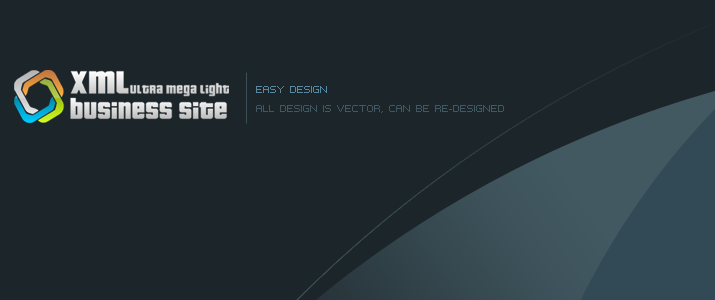 XML ULTRA MEGA LIGHT
business site
EASY DESIGN
ALL DESIGN IS VECTOR, CAN BE RE-DESIGNED